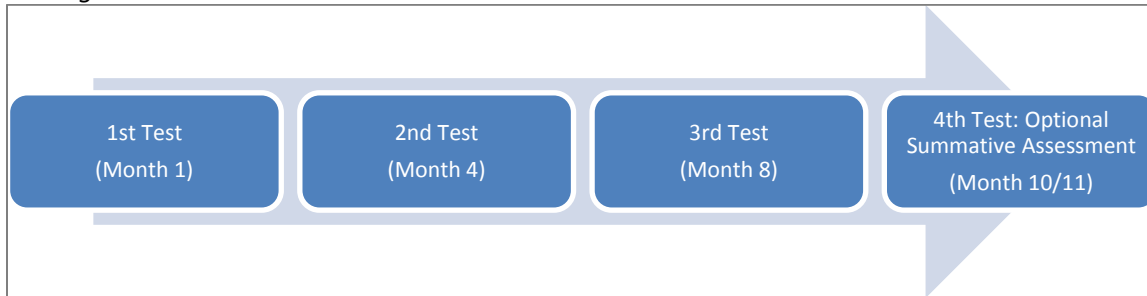 1st Test
(Month 1)
2nd Test
(Month 4)
3rd Test
(Month 8)
4th Test: Optional
Summative Assessment
(Month 10/11)